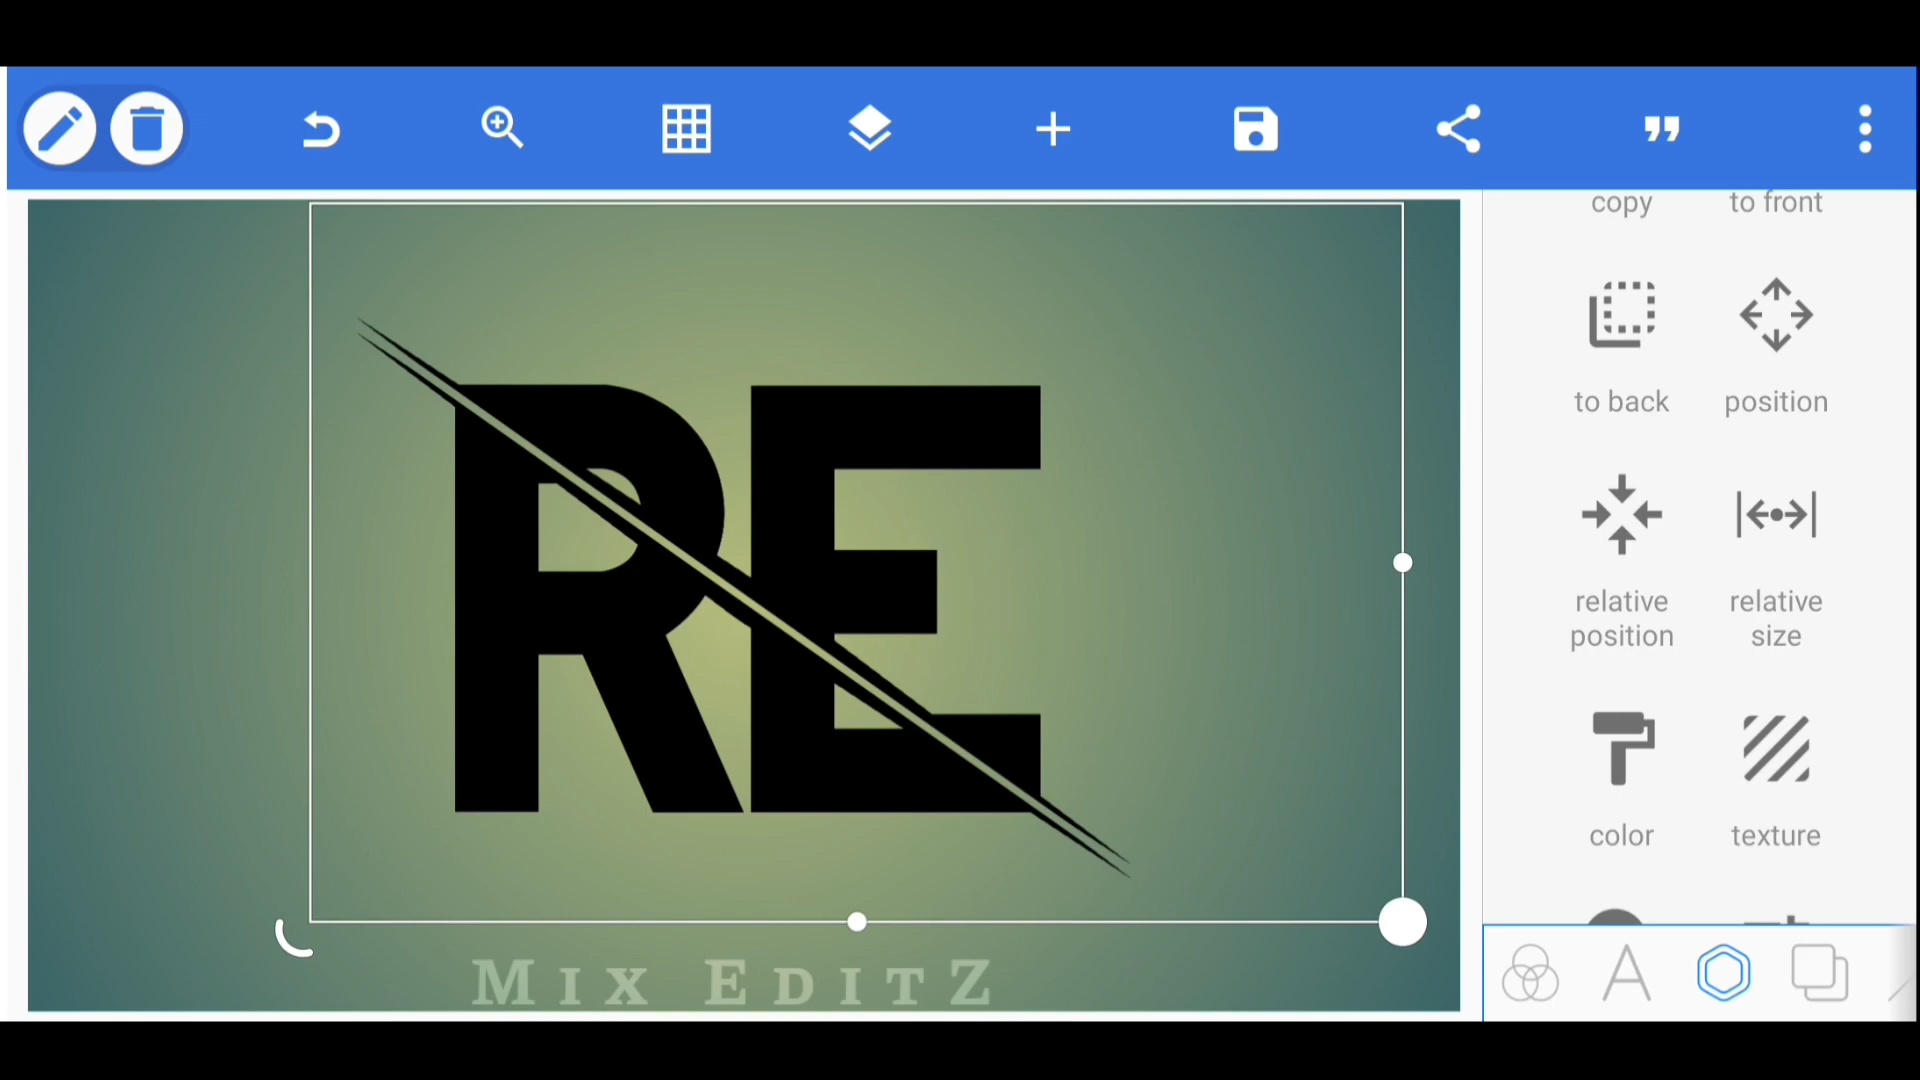 copy
to front
to back
position
relative
position
relative
size
color
texture
RE
Mix EditZ